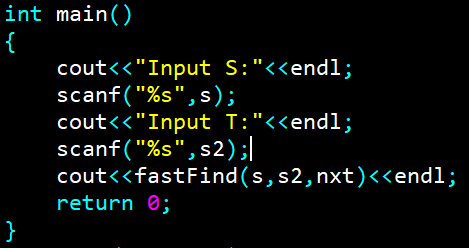 int main()
{
    cout<<"Input S:"<<endl;
    scanf("%s",s);
    cout<<"Input T:"<<endl;
    scanf("%s",s2);
    cout<<fastFind(s,s2,nxt)<<endl;
    return 0;
}